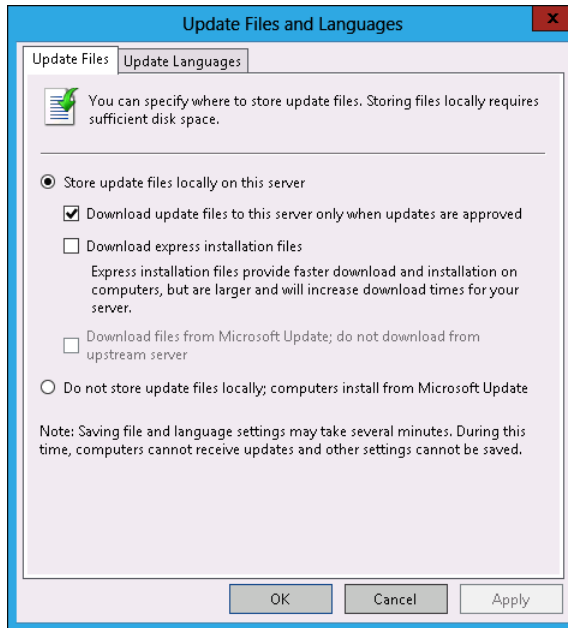 Update Files and Languages
x
Update Files
Update Languages
You can specify where to store update files. Storing files locally requires
sufficient disk space.
Store update files locally on this server
Download update files to this server only when updates are approved
Download express installation files
Express installation files provide faster download and installation on
computers, but are larger and will increase download times for your
server.
Download files from Microsoft Update; do not download from
upstream server
Do not store update files locally; computers install from Microsoft Update
Note: Saving file and language settings may take several minutes. During this
time, computers cannot receive updates and other settings cannot be saved.
OK
Cancel
Apply